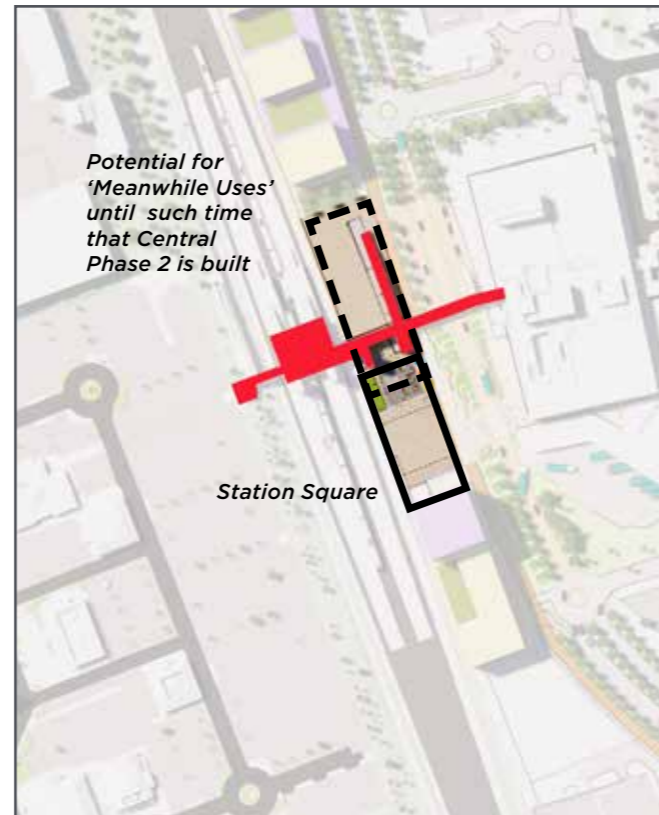 Potential for
‘Meanwhile Uses’
until such time
that Central
Phase 2 is built
Station Square